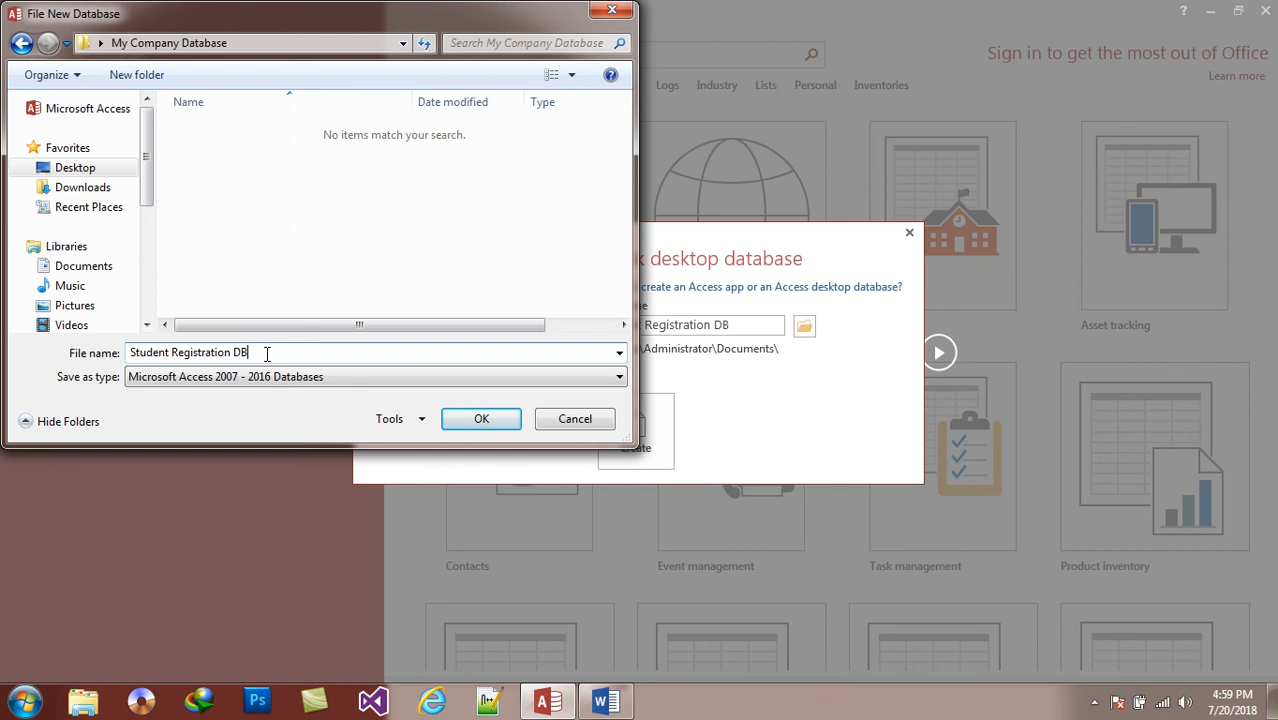 File New Database
My Company Database
Search My Company Database
Organize
New folder
Microsoft Access
Favorites
Desktop
Downloads
Recent Places
Libraries
Documents
Music
Pictures
Videos
Name
Date modified
Type
No items match your search.
File name:
Student Registration DB
Save as type:
Microsoft Access 2007 - 2016 Databases
Hide Folders
Tools
OK
Cancel
?
Sign in to get the most out of Office
Learn more
Logs
Industry
Lists
Personal
Inventories
desktop database
create an Access app or an Access desktop database?
Registration DB
\Administrator\Documents\
Asset tracking
Contacts
Event management
Task management
Product inventory
Ps
4:59 PM
7/20/2018